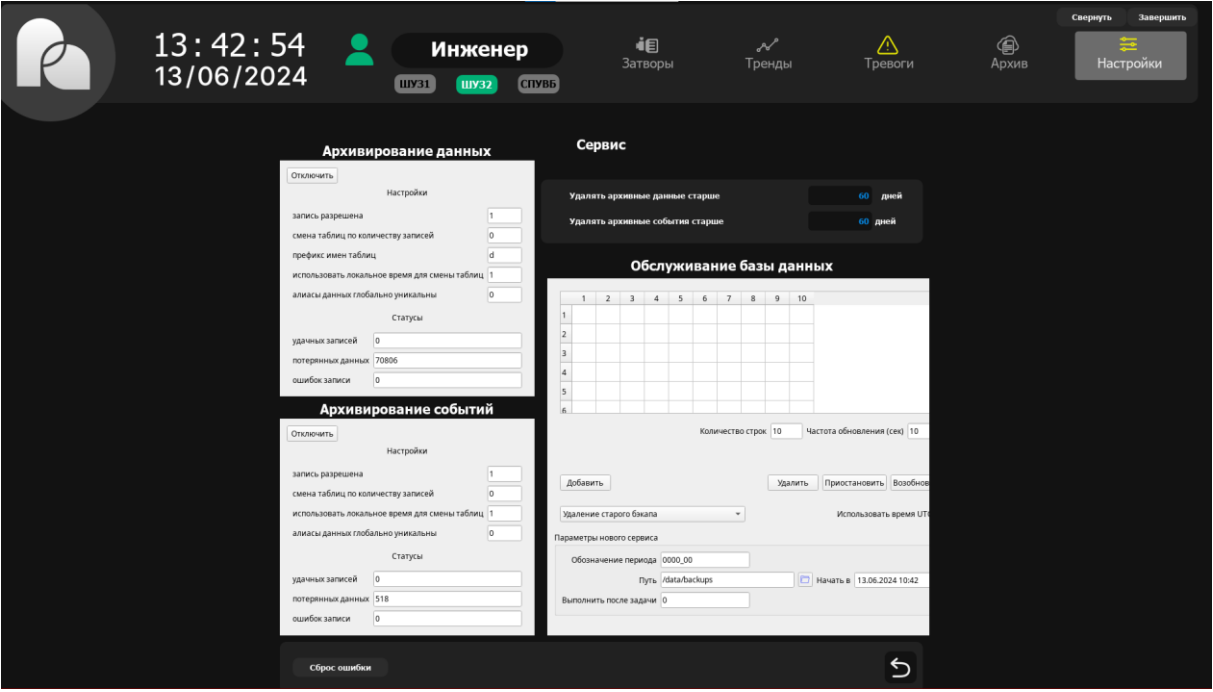 Свернуть Завершить
13:42:54
13/06/2024
Инженер
ШУЗ1 ШУЗ2 СПУВБ
Затворы Тренды Тревоги Архив Настройки
Архивирование данных
Отключить
Настройки
запись разрешена 1
смена таблиц по количеству записей 0
префикс имен таблиц d
использовать локальное время для смены таблиц 1
алиасы данных глобально уникальны 0
Статусы
удачных записей 0
потерянных данных 70806
ошибок записи 0
Архивирование событий
Отключить
Настройки
запись разрешена 1
смена таблиц по количеству записей 0
использовать локальное время для смены таблиц 1
алиасы данных глобально уникальны 0
Статусы
удачных записей 0
потерянных данных 518
ошибок записи 0
Сервис
Удалять архивные данные старше 60 дней
Удалять архивные события старше 60 дней
Обслуживание базы данных
1 2 3 4 5 6 7 8 9 10
1
2
3
4
5
6
Количество строк 10 Частота обновления (сек) 10
Добавить Удалить Приостановить Возобнов
Удаление старого бэкапа Использовать время UTC
Параметры нового сервиса
Обозначение периода 0000_00
Путь /data/backups Начать в 13.06.2024 10:42
Выполнить после задачи 0
Сброс ошибки